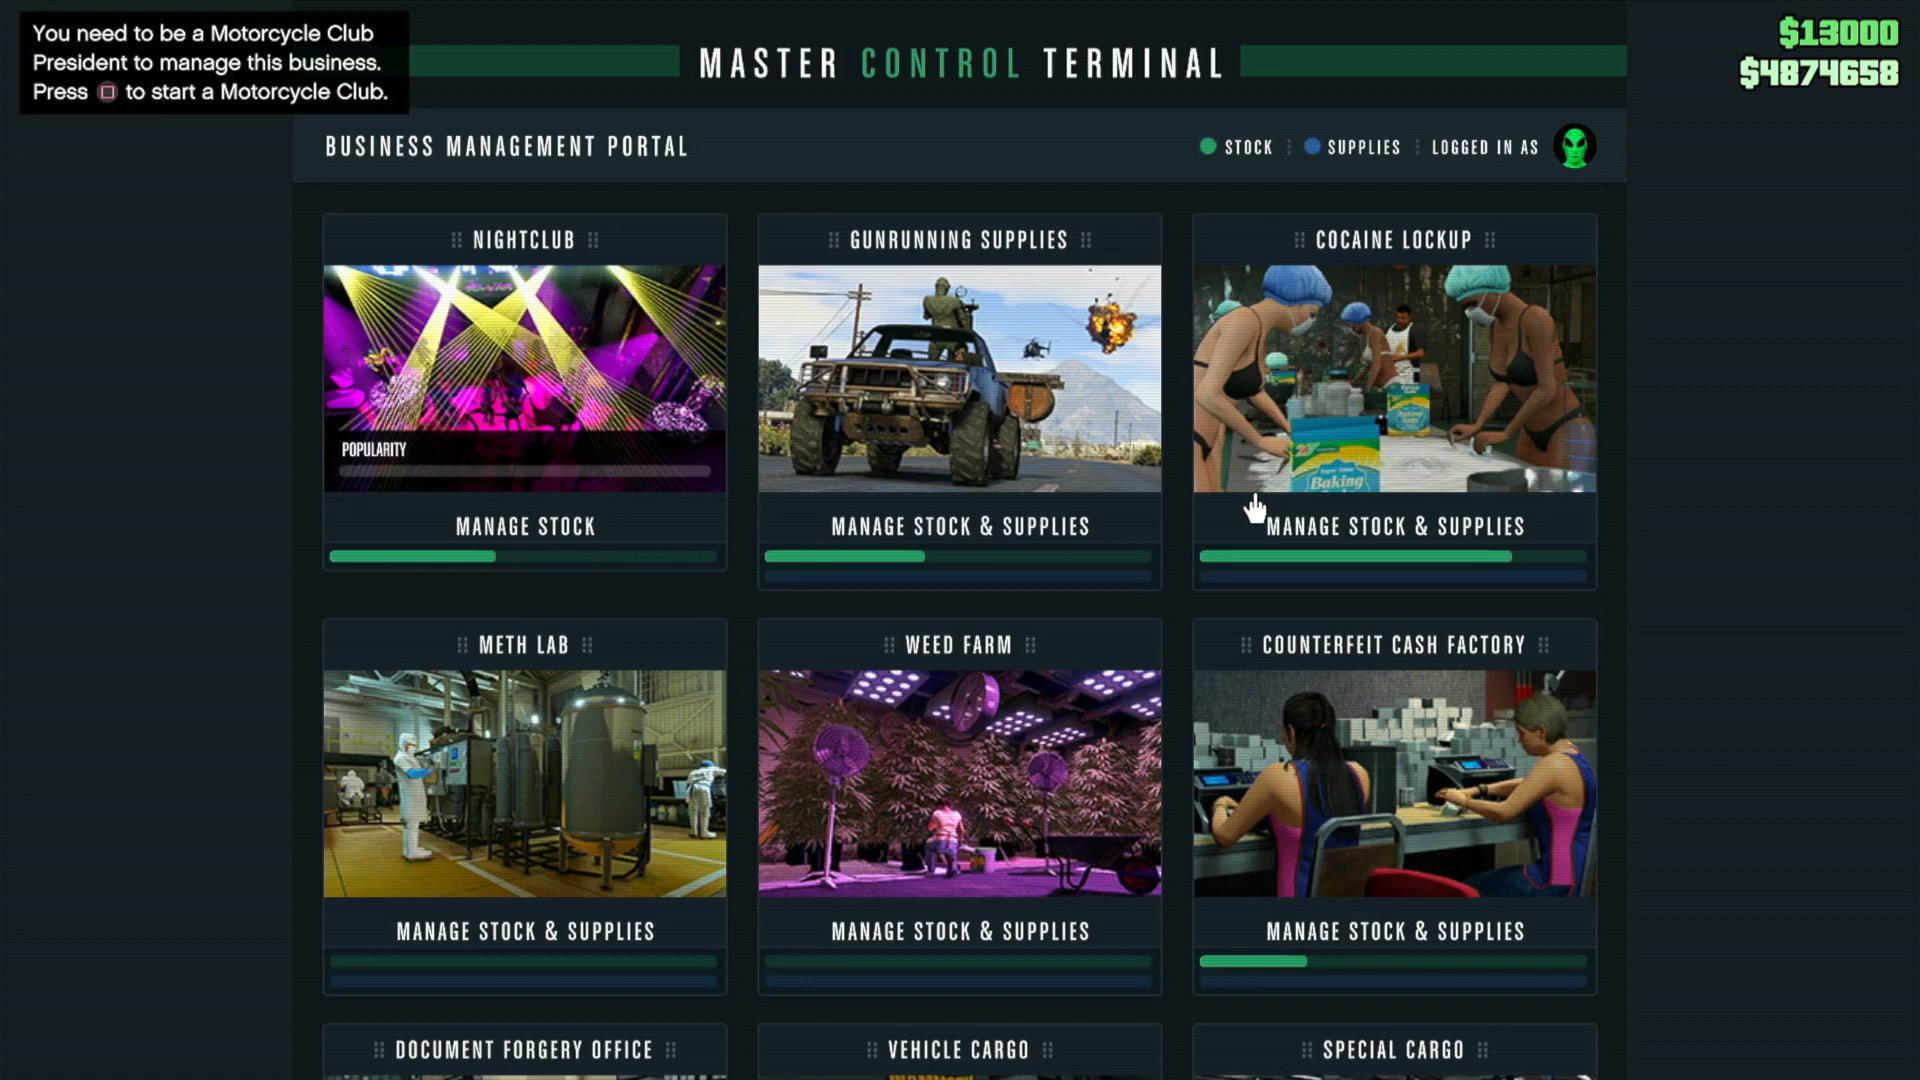 You need to be a Motorcycle Club
President to manage this business.
Press to start a Motorcycle Club.
MASTER CONTROL TERMINAL
$13000
$4874658
BUSINESS MANAGEMENT PORTAL
STOCK
SUPPLIES
LOGGED IN AS
NIGHTCLUB
GUNRUNNING SUPPLIES
COCAINE LOCKUP
POPULARITY
Baking
MANAGE STOCK
MANAGE STOCK & SUPPLIES
MANAGE STOCK & SUPPLIES
METH LAB
WEED FARM
COUNTERFEIT CASH FACTORY
MANAGE STOCK & SUPPLIES
MANAGE STOCK & SUPPLIES
MANAGE STOCK & SUPPLIES
DOCUMENT FORGERY OFFICE
VEHICLE CARGO
SPECIAL CARGO